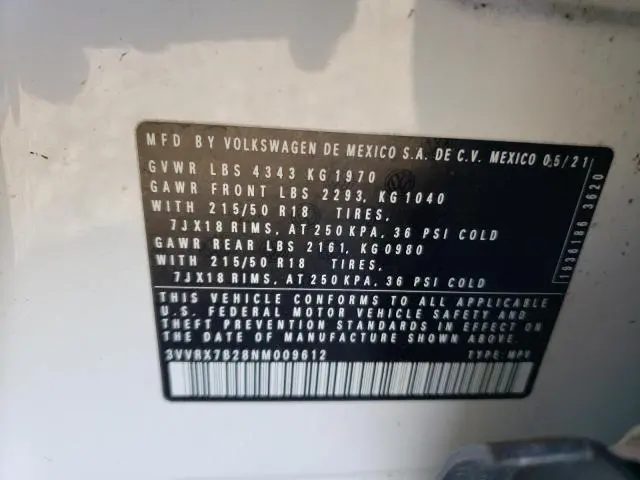 MFD BY VOLKSWAGEN DE MEXICO S.A. DE C.V. MEXICO 05/21
GVWR LBS 4343 KG 1970
GAWR FRONT LBS 2293, KG 1040
WITH 215/50 R18 TIRES,
7JX18 RIMS, AT 250 KPA, 36 PSI COLD
GAWR REAR LBS 2161, KG 0980
WITH 215/50 R18 TIRES,
7JX18 RIMS, AT 250 KPA, 36 PSI COLD
THIS VEHICLE CONFORMS TO ALL APPLICABLE
U.S. FEDERAL MOTOR VEHICLE SAFETY AND
THEFT PREVENTION STANDARDS IN EFFECT ON
THE DATE OF MANUFACTURE SHOWN ABOVE.
3VVRX7B28NM009612 TYPE: MPV
1936186 3620